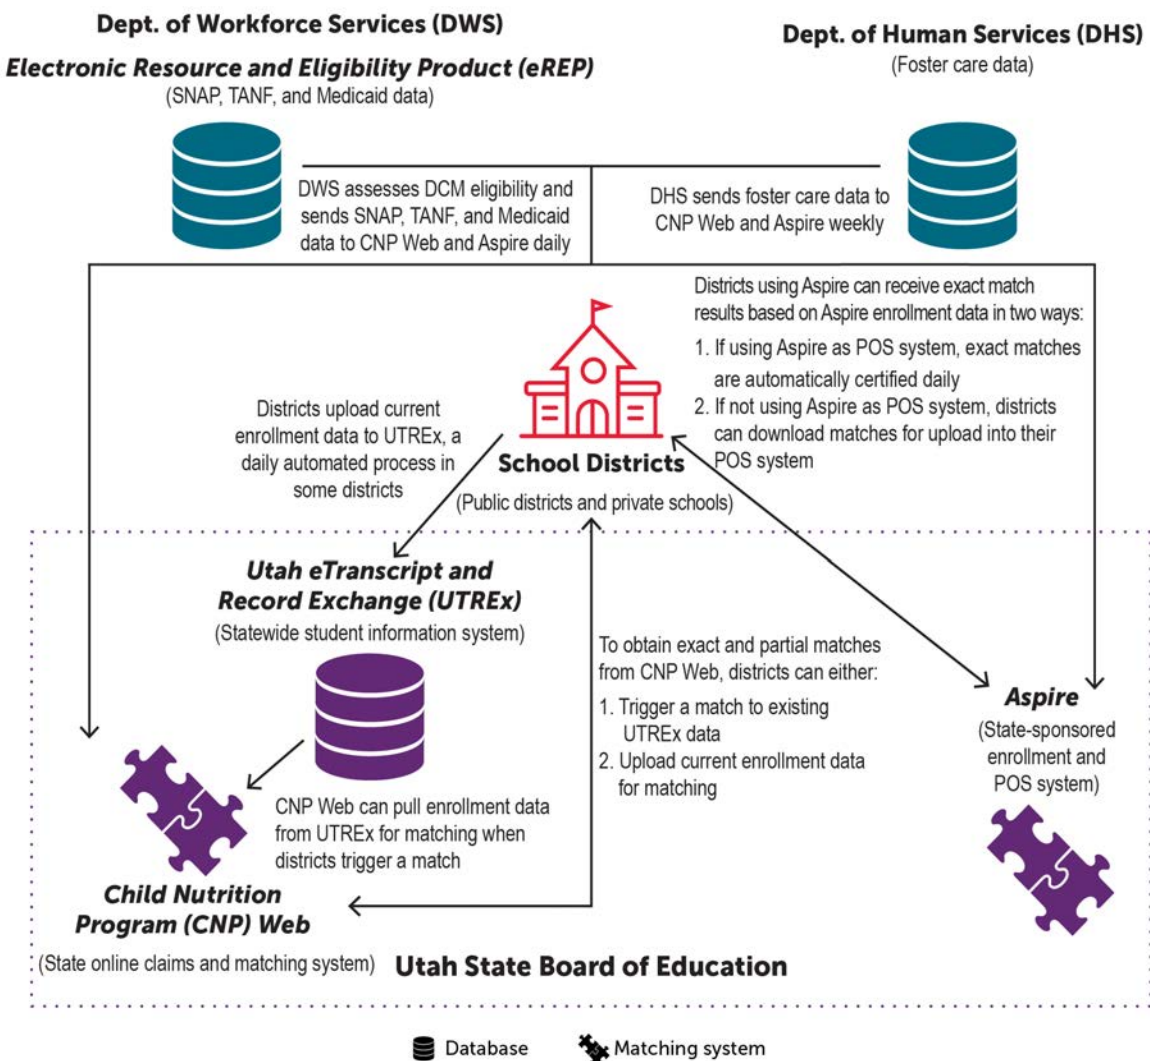 Dept. of Workforce Services (DWS)
Electronic Resource and Eligibility Product (eREP)
(SNAP, TANF, and Medicaid data)
Dept. of Human Services (DHS)
(Foster care data)
DWS assesses DCM eligibility and
sends SNAP, TANF, and Medicaid
data to CNP Web and Aspire daily
DHS sends foster care data to
CNP Web and Aspire weekly
Districts using Aspire can receive exact match
results based on Aspire enrollment data in two ways:
1. If using Aspire as POS system, exact matches
are automatically certified daily
2. If not using Aspire as POS system, districts
can download matches for upload into their
POS system
Districts upload current
enrollment data to UTREx, a
daily automated process in
some districts
School Districts
(Public districts and private schools)
Utah eTranscript and
Record Exchange (UTREx)
(Statewide student information system)
To obtain exact and partial matches
from CNP Web, districts can either:
1. Trigger a match to existing
UTREx data
2. Upload current enrollment data
for matching
Aspire
(State-sponsored
enrollment and
POS system)
CNP Web can pull enrollment data
from UTREx for matching when
districts trigger a match
Child Nutrition
Program (CNP) Web
(State online claims and matching system)
Utah State Board of Education
Database
Matching system